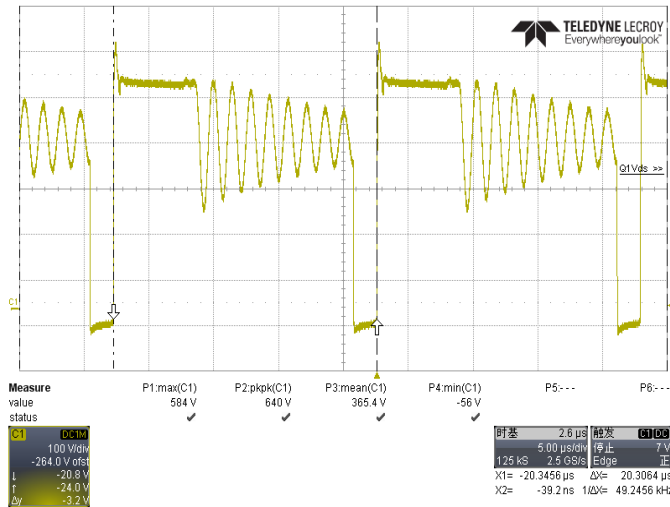 TELEDYNE LECROY
Everywhereyoulook™
Q1Vds >>
C1
Measure P1:max(C1) P2:pkpk(C1) P3:mean(C1) P4:min(C1) P5:- - - P6:- - -
value 584 V 640 V 365.4 V -56 V
status
C1 DC1M
100 V/div
-264.0 V ofst
↓ -20.8 V
↑ -24.0 V
Δy -3.2 V
时基 2.6 µs
5.00 µs/div
125 kS 2.5 GS/s
触发 C1 DC
停止 7 V
Edge 正
X1= -20.3456 µs ΔX= 20.3064 µs
X2= -39.2 ns 1/ΔX= 49.2456 kHz